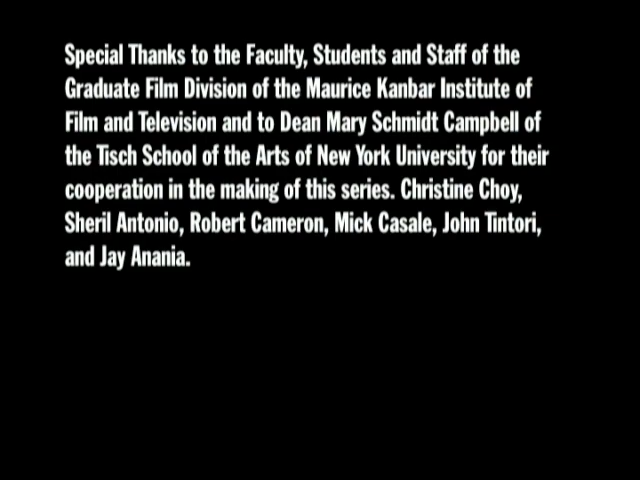 Special Thanks to the Faculty, Students and Staff of the
Graduate Film Division of the Maurice Kanbar Institute of
Film and Television and to Dean Mary Schmidt Campbell of
the Tisch School of the Arts of New York University for their
cooperation in the making of this series. Christine Choy,
Sheril Antonio, Robert Cameron, Mick Casale, John Tintori,
and Jay Anania.